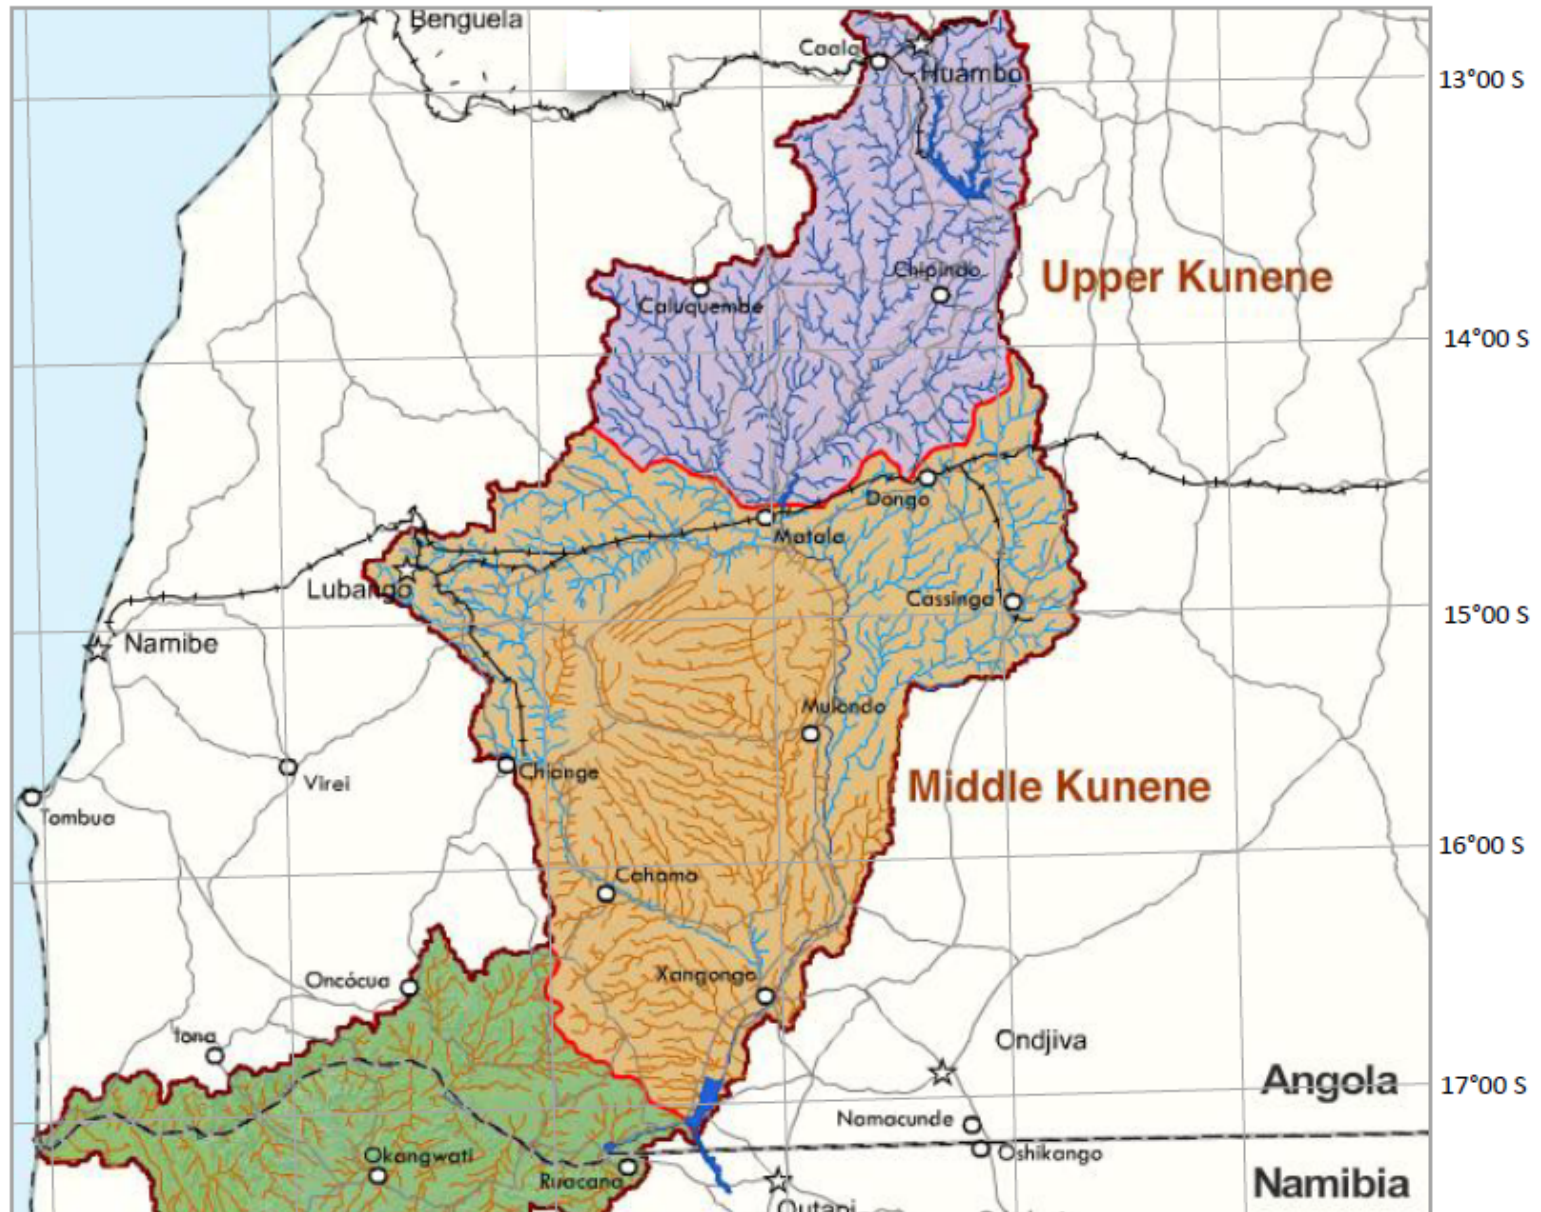 Benguela
Caala
Huambo
13°00 S
Chipindo
Upper Kunene
Caluquembe
14°00 S
Dongo
Matala
Lubango
Cassinga
15°00 S
Namibe
Mulondo
Chiange
Virei
Middle Kunene
Tombua
16°00 S
Cahama
Xangongo
Oncócua
Iona
Ondjiva
Angola
17°00 S
Namacunde
Okangwati
Oshikango
Ruacana
Namibia
Outapi